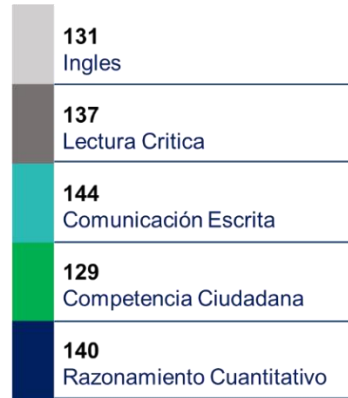 131
Ingles
137
Lectura Critica
144
Comunicación Escrita
129
Competencia Ciudadana
140
Razonamiento Cuantitativo